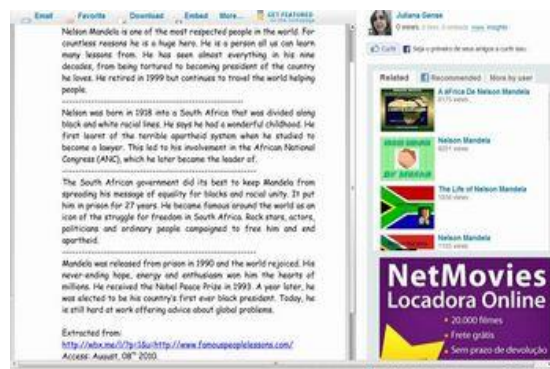 Email Favorite Download Embed More... GET FEATURED
Nelson Mandela is one of the most respected people in the world. For
countless reasons he is a huge hero. He is a person all us can learn
many lessons from. He has seen almost everything in his nine
decades, from being tortured to becoming president of the country
he loves. He retired in 1999 but continues to travel the world helping
people.
Nelson was born in 1918 into a South Africa that was divided along
black and white racial lines. He says he had a wonderful childhood. He
first learnt of the terrible apartheid system when he studied to
become a lawyer. This led to his involvement in the African National
Congress (ANC), which he later became the leader of.
The South African government did its best to keep Mandela from
spreading his message of equality for blacks and racial unity. It put
him in prison for 27 years. He became famous around the world as an
icon of the struggle for freedom in South Africa. Rock stars, actors,
politicians and ordinary people campaigned to free him and end
apartheid.
Mandela was released from prison in 1990 and the world rejoiced. His
never-ending hope, energy and enthusiasm won him the hearts of
millions. He received the Nobel Peace Prize in 1993. A year later, he
was elected to be his country's first ever black president. Today, he
is still hard at work offering advice about global problems.
Extracted from:
http://wbx.me/l/?p=1&u=http://www.famouspeoplelessons.com/
Access: August, 08th 2010.
Juliana Genas
0 views,
Curtir Seja o primeiro de seus amigos a curtir isso.
Related Recommended More by user
A áFrica De Nelson Mandela
views
Nelson Mandela
views
The Life of Nelson Mandela
views
Nelson Mandela
views
NetMovies
Locadora Online
• 20.000 filmes
• Frete grátis
• Sem prazo de devolução